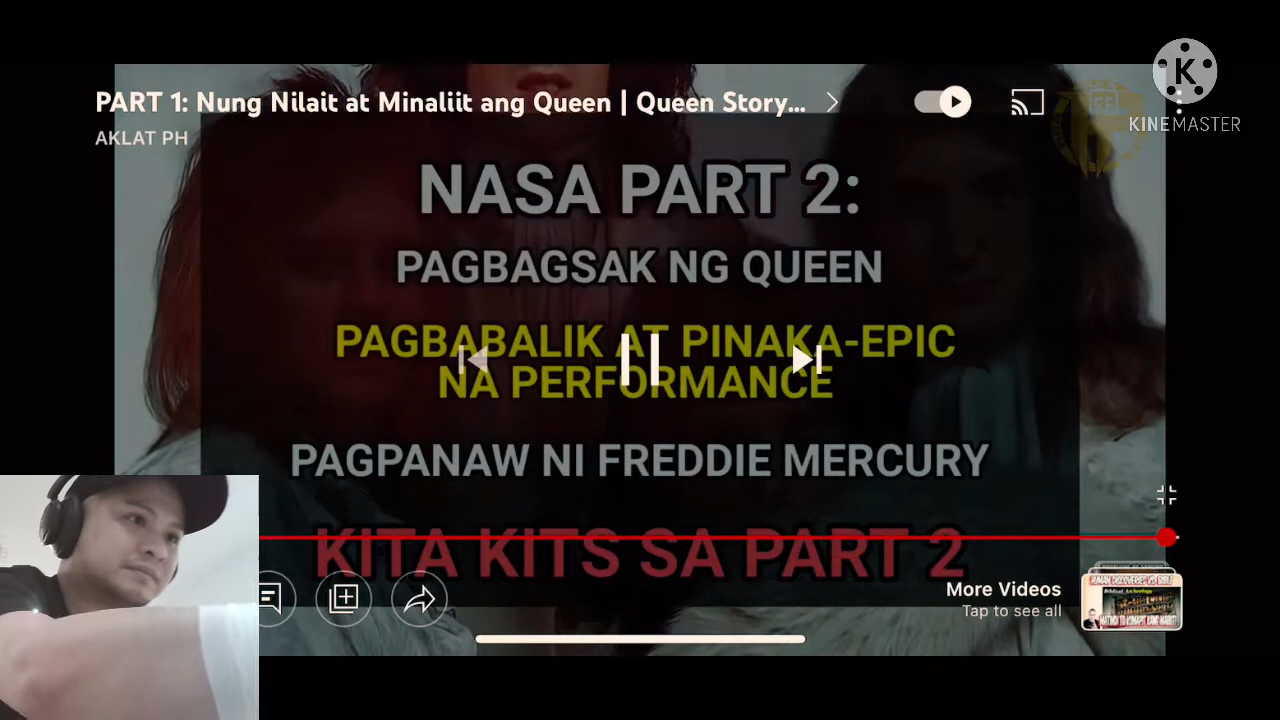 PART 1: Nung Nilait at Minaliit ang Queen | Queen Story...
AKLAT PH
KINEMASTER
NASA PART 2:
PAGBAGSAK NG QUEEN
PAGBABALIK AT PINAKA-EPIC
NA PERFORMANCE
PAGPANAW NI FREDDIE MERCURY
KITA KITS SA PART 2
More Videos
Tap to see all
Biblical Archeology